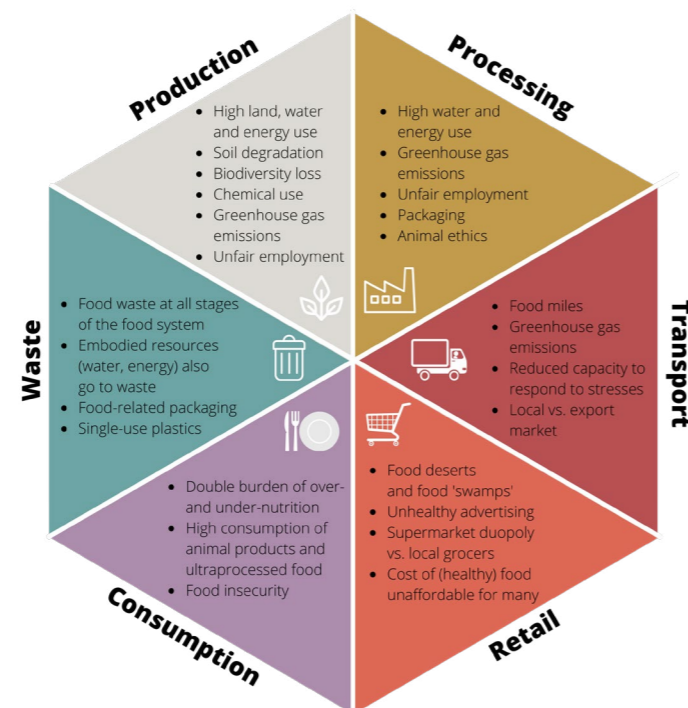 Production
• High land, water
and energy use
• Soil degradation
• Biodiversity loss
• Chemical use
• Greenhouse gas
emissions
• Unfair employment
Processing
• High water and
energy use
• Greenhouse gas
emissions
• Unfair employment
• Packaging
• Animal ethics
Transport
• Food miles
• Greenhouse gas
emissions
• Reduced capacity to
respond to stresses
• Local vs. export
market
Retail
• Food deserts
and food 'swamps'
• Unhealthy advertising
• Supermarket duopoly
vs. local grocers
• Cost of (healthy) food
unaffordable for many
Consumption
• Double burden of over-
and under-nutrition
• High consumption of
animal products and
ultraprocessed food
• Food insecurity
Waste
• Food waste at all stages
of the food system
• Embodied resources
(water, energy) also
go to waste
• Food-related packaging
• Single-use plastics